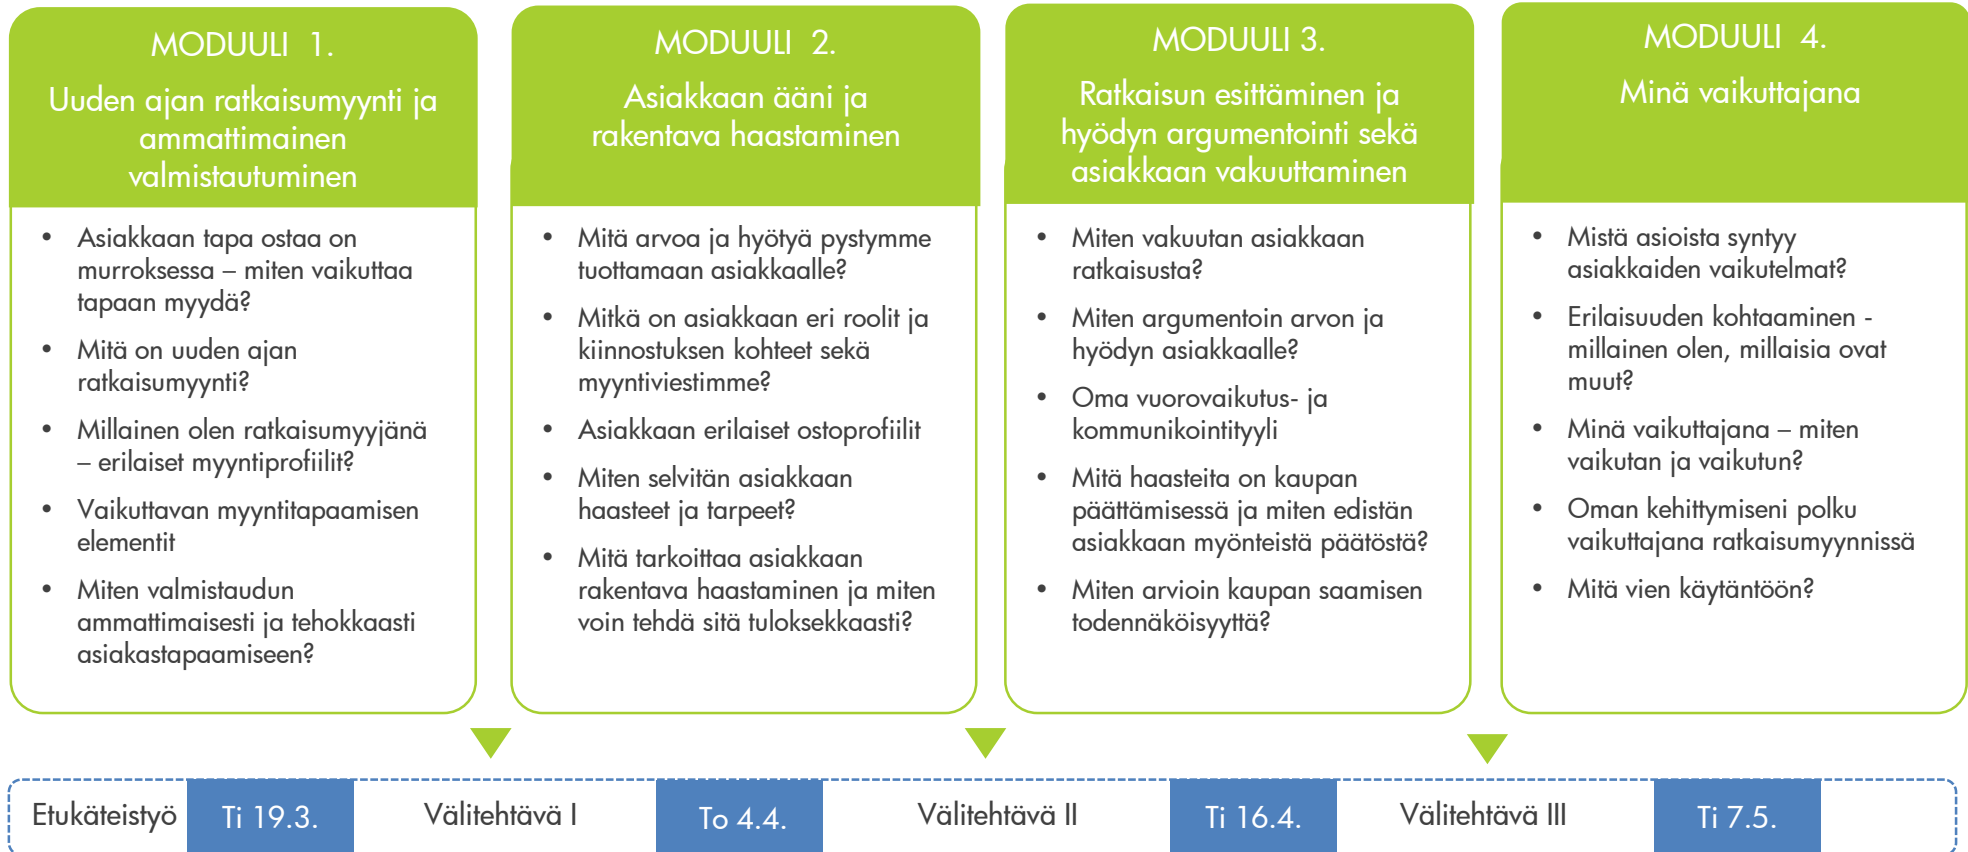 MODUULI 1.
Uuden ajan ratkaisumyynti ja
ammattimainen
valmistautuminen
• Asiakkaan tapa ostaa on
murroksessa – miten vaikuttaa
tapaan myydä?
• Mitä on uuden ajan
ratkaisumyynti?
• Millainen olen ratkaisumyyjänä
– erilaiset myyntiprofiilit?
• Vaikuttavan myyntitapaamisen
elementit
• Miten valmistaudun
ammattimaisesti ja tehokkaasti
asiakastapaamiseen?
MODUULI 2.
Asiakkaan ääni ja
rakentava haastaminen
• Mitä arvoa ja hyötyä pystymme
tuottamaan asiakkaalle?
• Mitkä on asiakkaan eri roolit ja
kiinnostuksen kohteet sekä
myyntiviestimme?
• Asiakkaan erilaiset ostoprofiilit
• Miten selvitän asiakkaan
haasteet ja tarpeet?
• Mitä tarkoittaa asiakkaan
rakentava haastaminen ja miten
voin tehdä sitä tuloksekkaasti?
MODUULI 3.
Ratkaisun esittäminen ja
hyödyn argumentointi sekä
asiakkaan vakuuttaminen
• Miten vakuutan asiakkaan
ratkaisusta?
• Miten argumentoin arvon ja
hyödyn asiakkaalle?
• Oma vuorovaikutus- ja
kommunikointityyli
• Mitä haasteita on kaupan
päättämisessä ja miten edistän
asiakkaan myönteistä päätöstä?
• Miten arvioin kaupan saamisen
todennäköisyyttä?
MODUULI 4.
Minä vaikuttajana
• Mistä asioista syntyy
asiakkaiden vaikutelmat?
• Erilaisuuden kohtaaminen -
millainen olen, millaisia ovat
muut?
• Minä vaikuttajana – miten
vaikutan ja vaikutun?
• Oman kehittymiseni polku
vaikuttajana ratkaisumyynnissä
• Mitä vien käytäntöön?
Etukäteistyö
Ti 19.3.
Välitehtävä I
To 4.4.
Välitehtävä II
Ti 16.4.
Välitehtävä III
Ti 7.5.